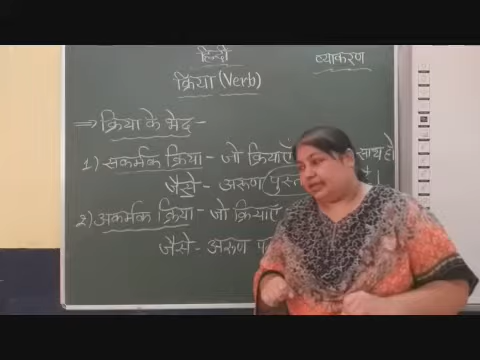 हिन्दी
व्याकरण
क्रिया (Verb)
⇒ क्रिया के भेद -
1) सकर्मक क्रिया - जो क्रियाएँ साथ हो
जैसे - अरूण है।
2) अकर्मक क्रिया - जो क्रियाएँ
जैसे - अरूण